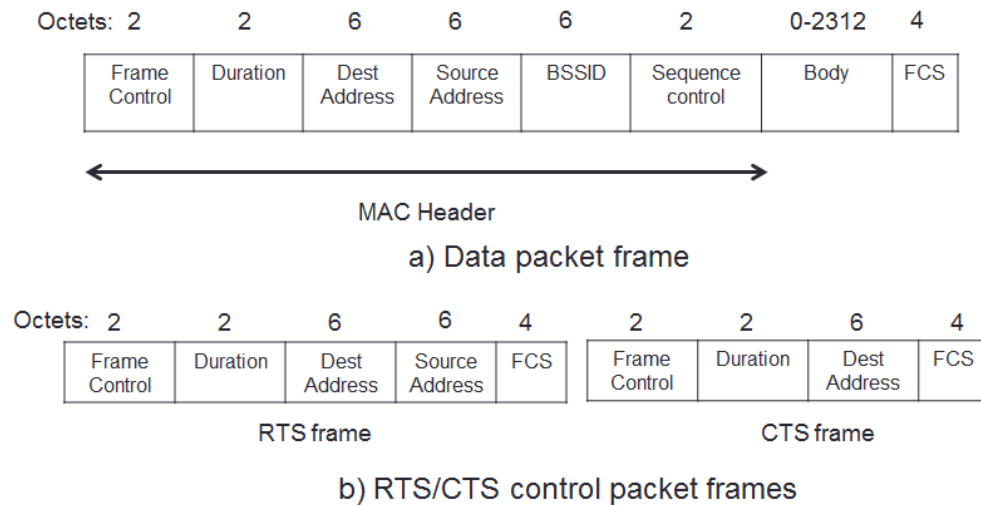 Octets: 2 2 6 6 6 2 0-2312 4
Frame Control Duration Dest Address Source Address BSSID Sequence control Body FCS
MAC Header
a) Data packet frame
Octets: 2 2 6 6 4 2 2 6 4
Frame Control Duration Dest Address Source Address FCS Frame Control Duration Dest Address FCS
RTS frame CTS frame
b) RTS/CTS control packet frames